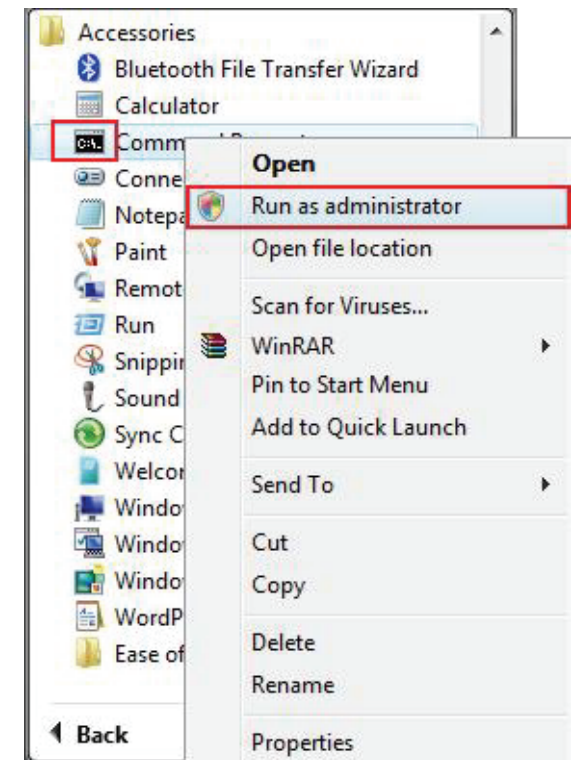 Accessories
Bluetooth File Transfer Wizard
Calculator
Comm
Conne
Notepa
Paint
Remot
Run
Snippin
Sound
Sync C
Welcor
Windo
Windo
Windo
WordP
Ease of
Back
Open
Run as administrator
Open file location
Scan for Viruses...
WinRAR
Pin to Start Menu
Add to Quick Launch
Send To
Cut
Copy
Delete
Rename
Properties